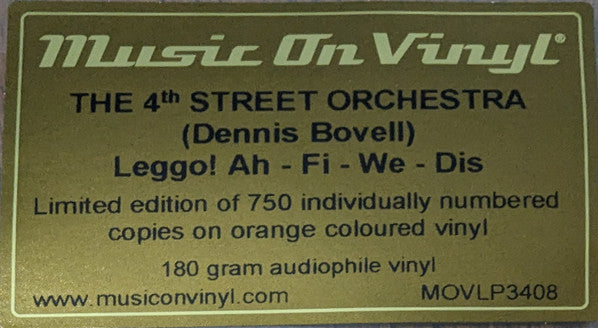 Music On Vinyl®
THE 4th STREET ORCHESTRA
(Dennis Bovell)
Leggo! Ah - Fi - We - Dis
Limited edition of 750 individually numbered
copies on orange coloured vinyl
180 gram audiophile vinyl
www.musiconvinyl.com MOVLP3408